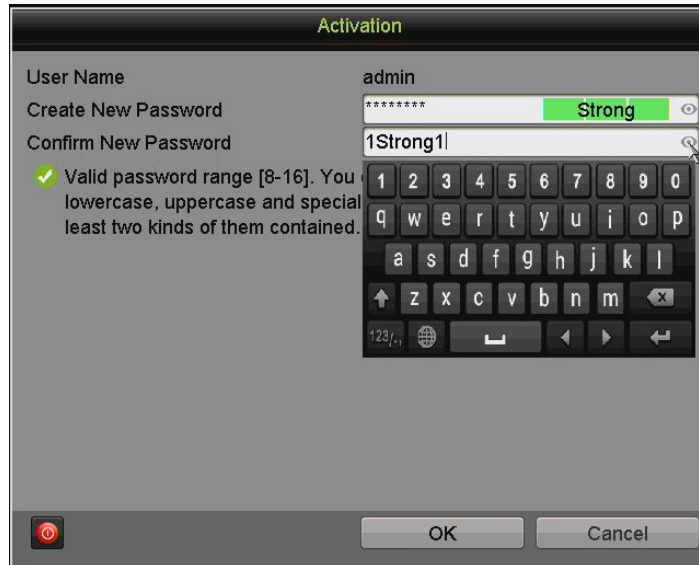 Activation
User Name admin
Create New Password ******** Strong
Confirm New Password 1Strong1
Valid password range [8-16]. You
lowercase, uppercase and special
least two kinds of them contained.
1 2 3 4 5 6 7 8 9 0
q w e r t y u i o p
a s d f g h j k l
z x c v b n m
123/.,
OK Cancel